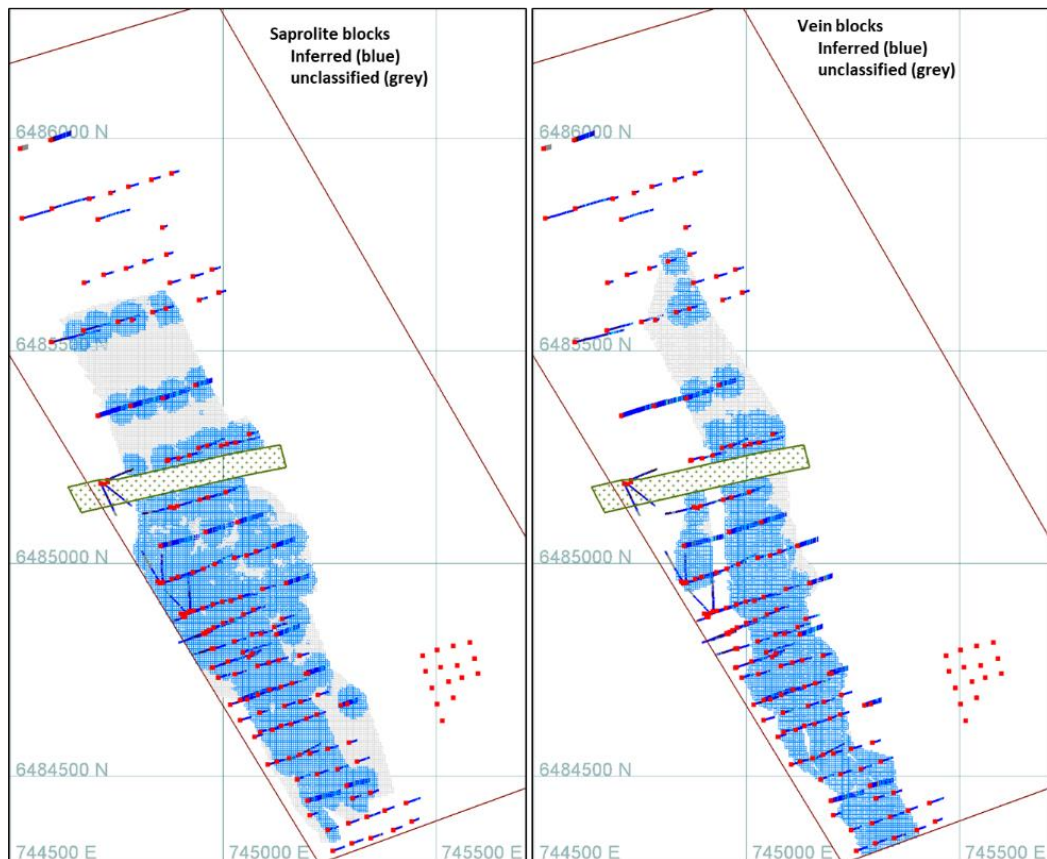 Saprolite blocks
Inferred (blue)
unclassified (grey)
6486000 N
6485500 N
6485000 N
6484500 N
744500 E
745000 E
745500 E
Vein blocks
Inferred (blue)
unclassified (grey)
6486000 N
6485500 N
6485000 N
6484500 N
744500 E
745000 E
745500 E